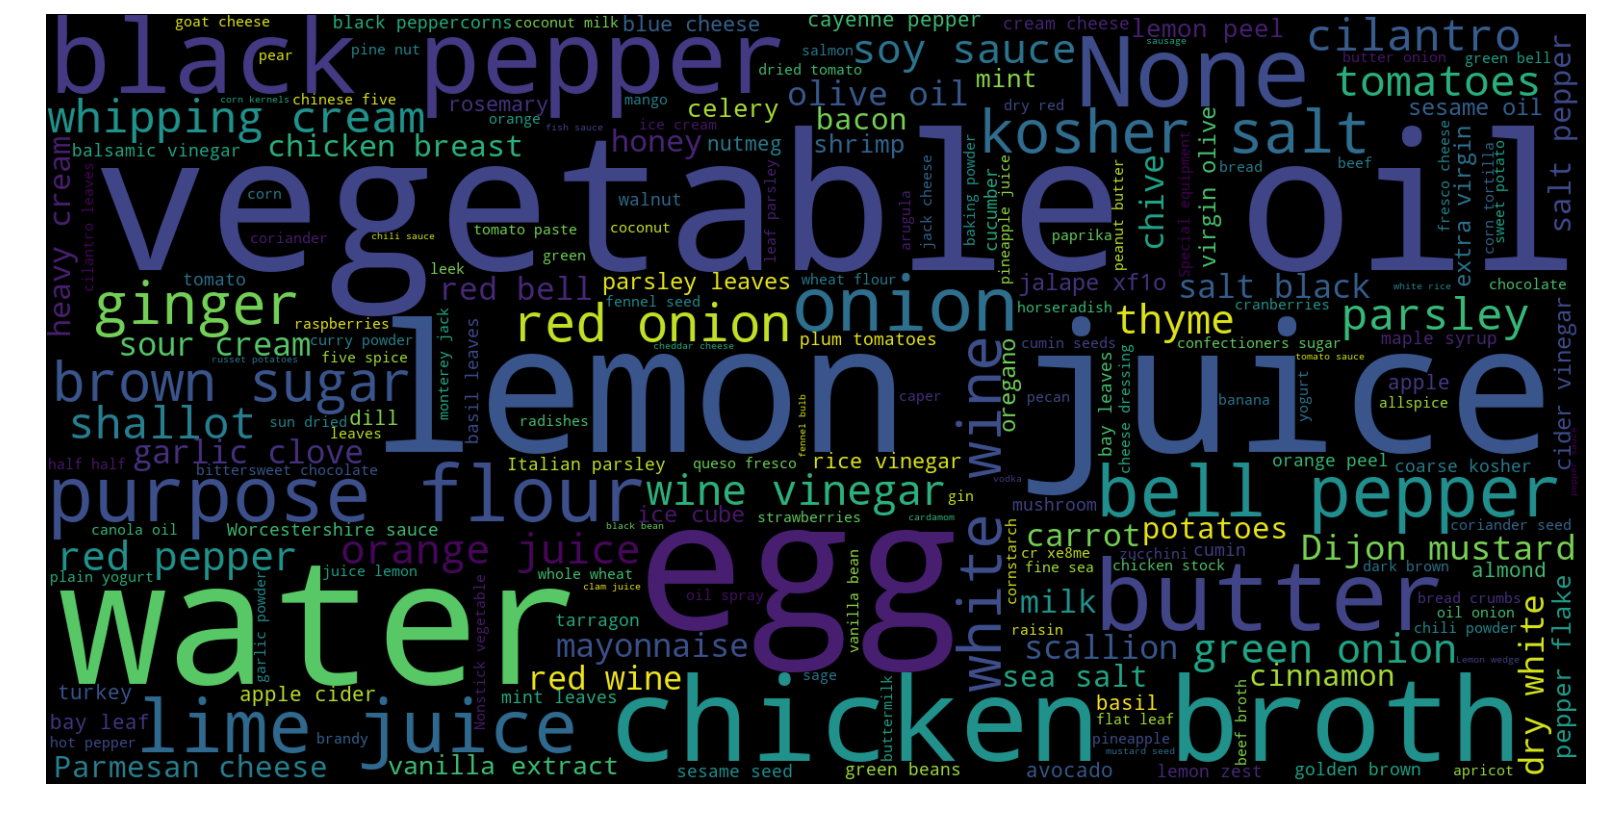 goat cheese
black peppercorns
coconut milk
blue cheese
cayenne pepper
cream cheese
lemon peel
sausage
cilantro
black pepper
pear
pine nut
salmon
soy sauce
None
butter onion
green bell
salt pepper
dried tomato
mint
tomatoes
corn kernels
chinese five
rosemary
mango
celery
olive oil
dry red
sesame oil
whipping cream
orange
fish sauce
ice cream
bacon
kosher salt
heavy cream
balsamic vinegar
chicken breast
honey
nutmeg
shrimp
baking powder
pineapple juice
peanut butter
chive
Special equipment
virgin olive
bread
beef
fresco cheese
extra virgin
corn tortilla
sweet potato
cilantro leaves
vegetable oil
corn
walnut
leaf parsley
arugula
jack cheese
cucumber
coriander
chili sauce
tomato paste
coconut
paprika
green
tomato
leek
red bell
parsley leaves
wheat flour
jalape xf1o
salt black
white rice
chocolate
ginger
fennel seed
onion
horseradish
cranberries
raspberries
curry powder
monterey jack
red onion
thyme
parsley
sour cream
five spice
russet potatoes
cheddar cheese
plum tomatoes
cumin seeds
confectioners sugar
maple syrup
cider vinegar
tomato sauce
brown sugar
lemon juice
basil leaves
white wine
oregano
pecan
bay leaves
cheese dressing
banana
yogurt
apple
allspice
caper
shallot
sun dried
dill
leaves
radishes
fennel bulb
garlic clove
half half
bittersweet chocolate
Italian parsley
queso fresco
rice vinegar
vodka
orange peel
coarse kosher
pepper sauce
purpose flour
wine vinegar
gin
mushroom
bell pepper
canola oil
Worcestershire sauce
ice cube
black bean
strawberries
cardamom
cornstarch
carrot
potatoes
coriander seed
red pepper
orange juice
egg
cr xe8me
zucchini
cumin
Dijon mustard
plain yogurt
garlic powder
juice lemon
Nonstick vegetable
whole wheat
clam juice
oil spray
vanilla bean
fine sea
chicken stock
dark brown
almond
water
tarragon
milk
butter
bread crumbs
oil onion
chili powder
pepper flake
raisin
mayonnaise
scallion
green onion
Lemon wedge
dry white
turkey
apple cider
mint leaves
red wine
sage
sea salt
cinnamon
bay leaf
lime juice
chicken broth
buttermilk
basil
flat leaf
beef broth
hot pepper
brandy
pineapple
mustard seed
Parmesan cheese
vanilla extract
sesame seed
green beans
avocado
lemon zest
golden brown
apricot